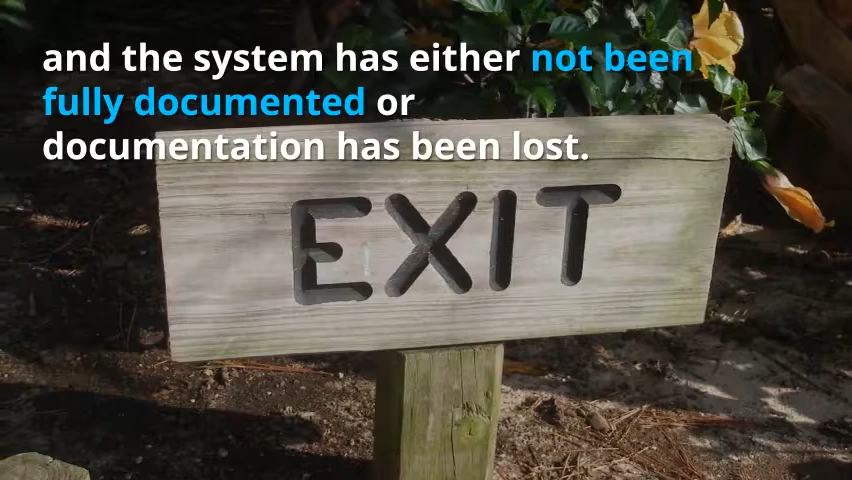 and the system has either not been
fully documented or
documentation has been lost.
EXIT